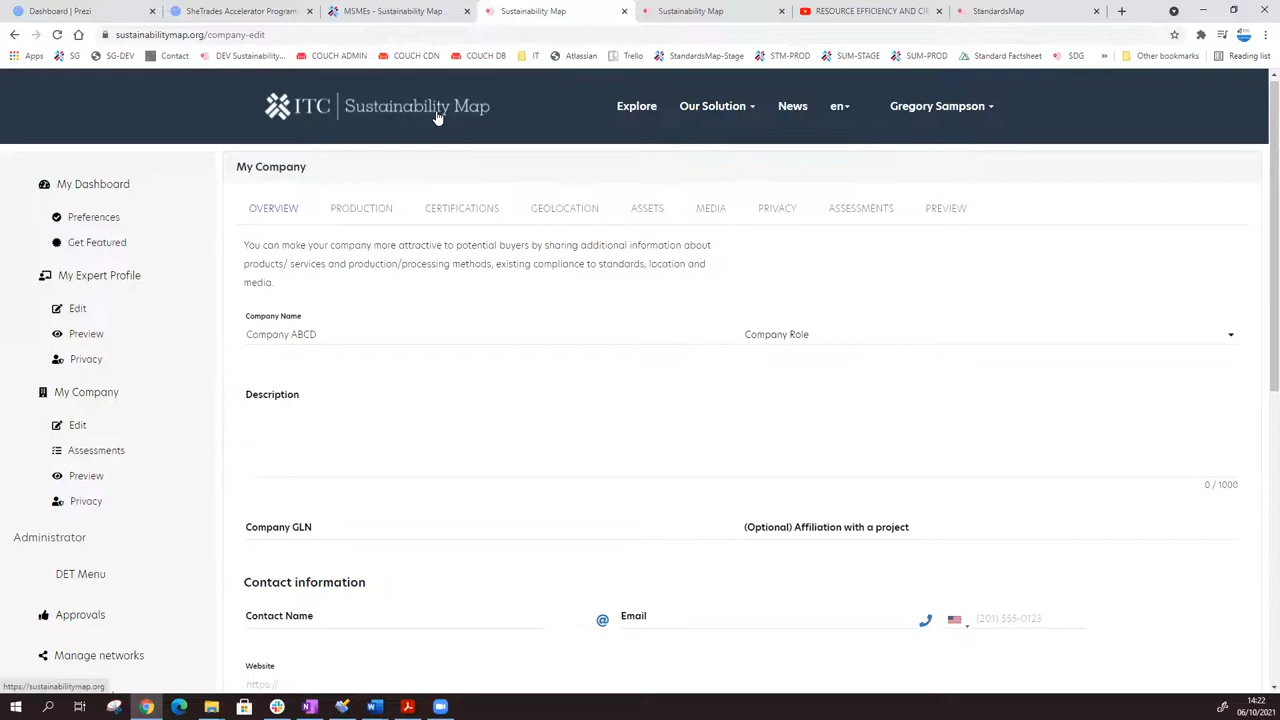 Dashboard | Prezi
SheTrades Accelerator Program
MSMEs - Sustainability Map
Sustainability Map
Sustainability Map
RESOURCE EFFICIENCY AND CIR
StandardsMap
sustainabilitymap.org/company-edit
Apps
SG
SG-DEV
Contact
DEV Sustainability...
COUCH ADMIN
COUCH CDN
COUCH DB
IT
Atlassian
Trello
StandardsMap-Stage
STM-PROD
SUM-STAGE
SUM-PROD
Standard Factsheet
SDG
»
Other bookmarks
Reading list
ITC | Sustainability Map
Explore
Our Solution
News
en
Gregory Sampson
My Dashboard
Preferences
Get Featured
My Expert Profile
Edit
Preview
Privacy
My Company
Edit
Assessments
Preview
Privacy
Administrator
DET Menu
Approvals
Manage networks
My Company
OVERVIEW
PRODUCTION
CERTIFICATIONS
GEOLOCATION
ASSETS
MEDIA
PRIVACY
ASSESSMENTS
PREVIEW
You can make your company more attractive to potential buyers by sharing additional information about
products/ services and production/processing methods, existing compliance to standards, location and
media.
Company Name
Company ABCD
Company Role
Description
0 / 1000
Company GLN
(Optional) Affiliation with a project
Contact information
Contact Name
@ Email
(201) 555-0123
Website
https://
https://sustainabilitymap.org
14:22
06/10/2021